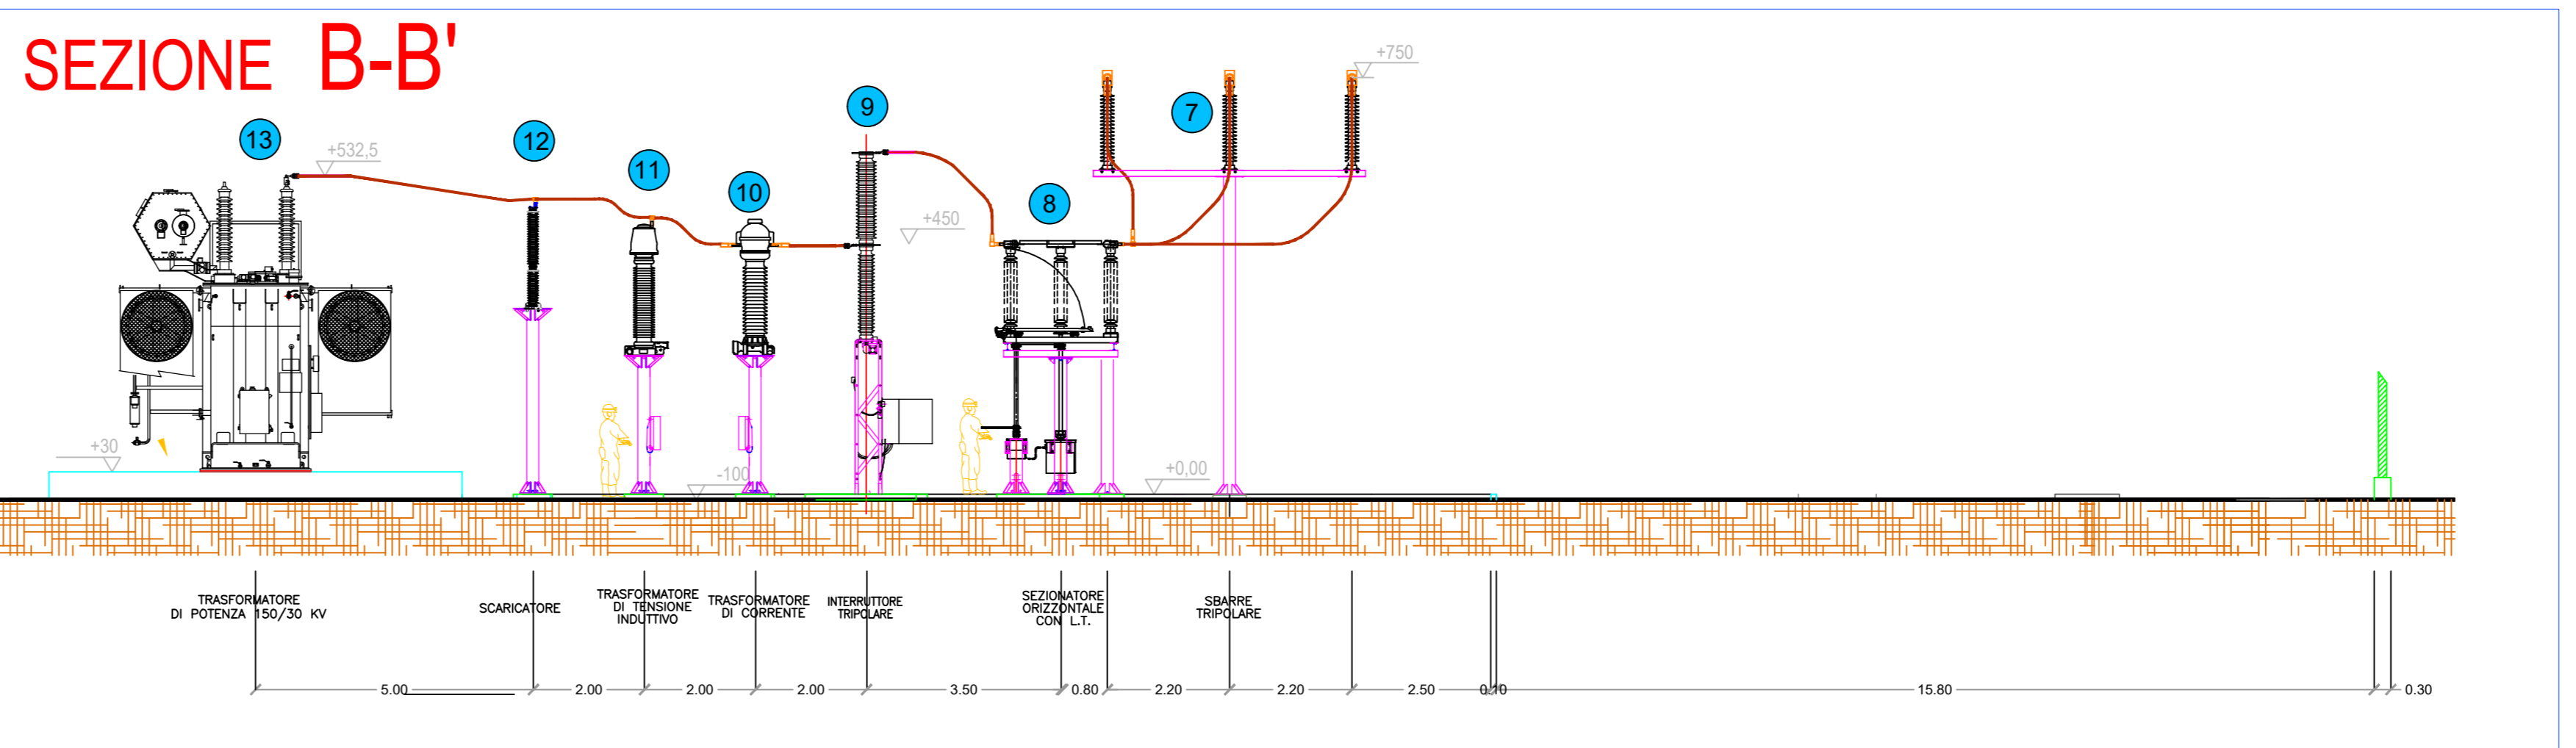 SEZIONE B-B'
+750
9
7
13
12
+532,5
11
10
8
+450
+30
-100
+0,00
TRASFORMATORE
DI POTENZA 150/30 KV
SCARICATORE
TRASFORMATORE
DI TENSIONE
INDUTTIVO
TRASFORMATORE
DI CORRENTE
INTERRUTTORE
TRIPOLARE
SEZIONATORE
ORIZZONTALE
CON L.T.
SBARRE
TRIPOLARE
5.00 2.00 2.00 2.00 3.50 0.80 2.20 2.20 2.50 0.10 15.80 0.30